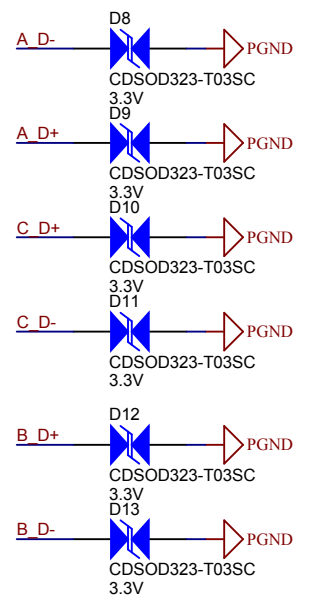 D8
A_D-
PGND
CDSOD323-T03SC
3.3V
D9
A_D+
PGND
CDSOD323-T03SC
3.3V
D10
C_D+
PGND
CDSOD323-T03SC
3.3V
D11
C_D-
PGND
CDSOD323-T03SC
3.3V
D12
B_D+
PGND
CDSOD323-T03SC
3.3V
D13
B_D-
PGND
CDSOD323-T03SC
3.3V